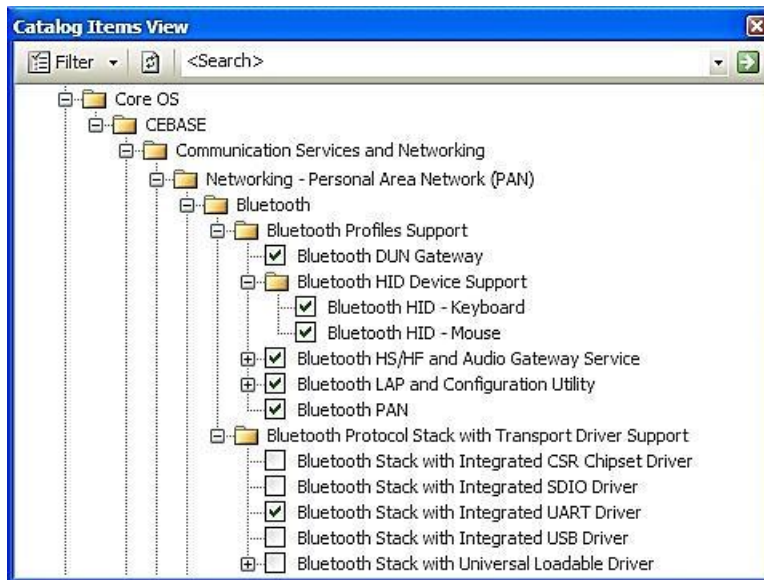 Catalog Items View
Filter <Search>
Core OS
CEBASE
Communication Services and Networking
Networking - Personal Area Network (PAN)
Bluetooth
Bluetooth Profiles Support
Bluetooth DUN Gateway
Bluetooth HID Device Support
Bluetooth HID - Keyboard
Bluetooth HID - Mouse
Bluetooth HS/HF and Audio Gateway Service
Bluetooth LAP and Configuration Utility
Bluetooth PAN
Bluetooth Protocol Stack with Transport Driver Support
Bluetooth Stack with Integrated CSR Chipset Driver
Bluetooth Stack with Integrated SDIO Driver
Bluetooth Stack with Integrated UART Driver
Bluetooth Stack with Integrated USB Driver
Bluetooth Stack with Universal Loadable Driver